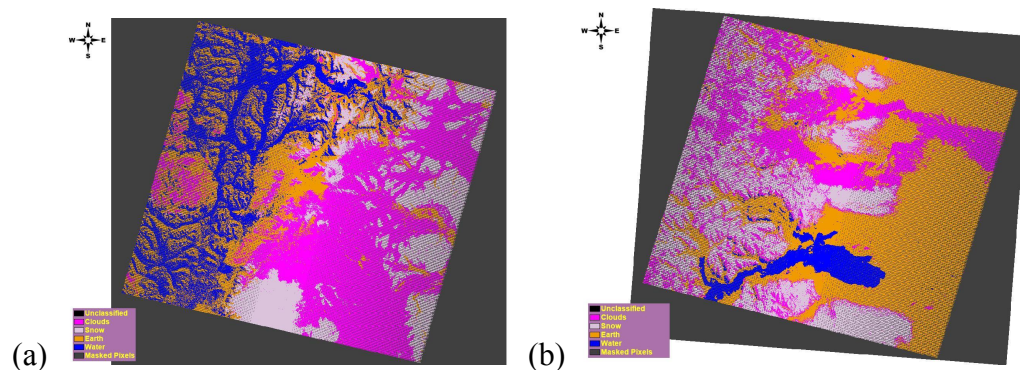 N
W E
S
Unclassified
Clouds
Snow
Earth
Water
Masked Pixels
(a)
N
W E
S
Unclassified
Clouds
Snow
Earth
Water
Masked Pixels
(b)